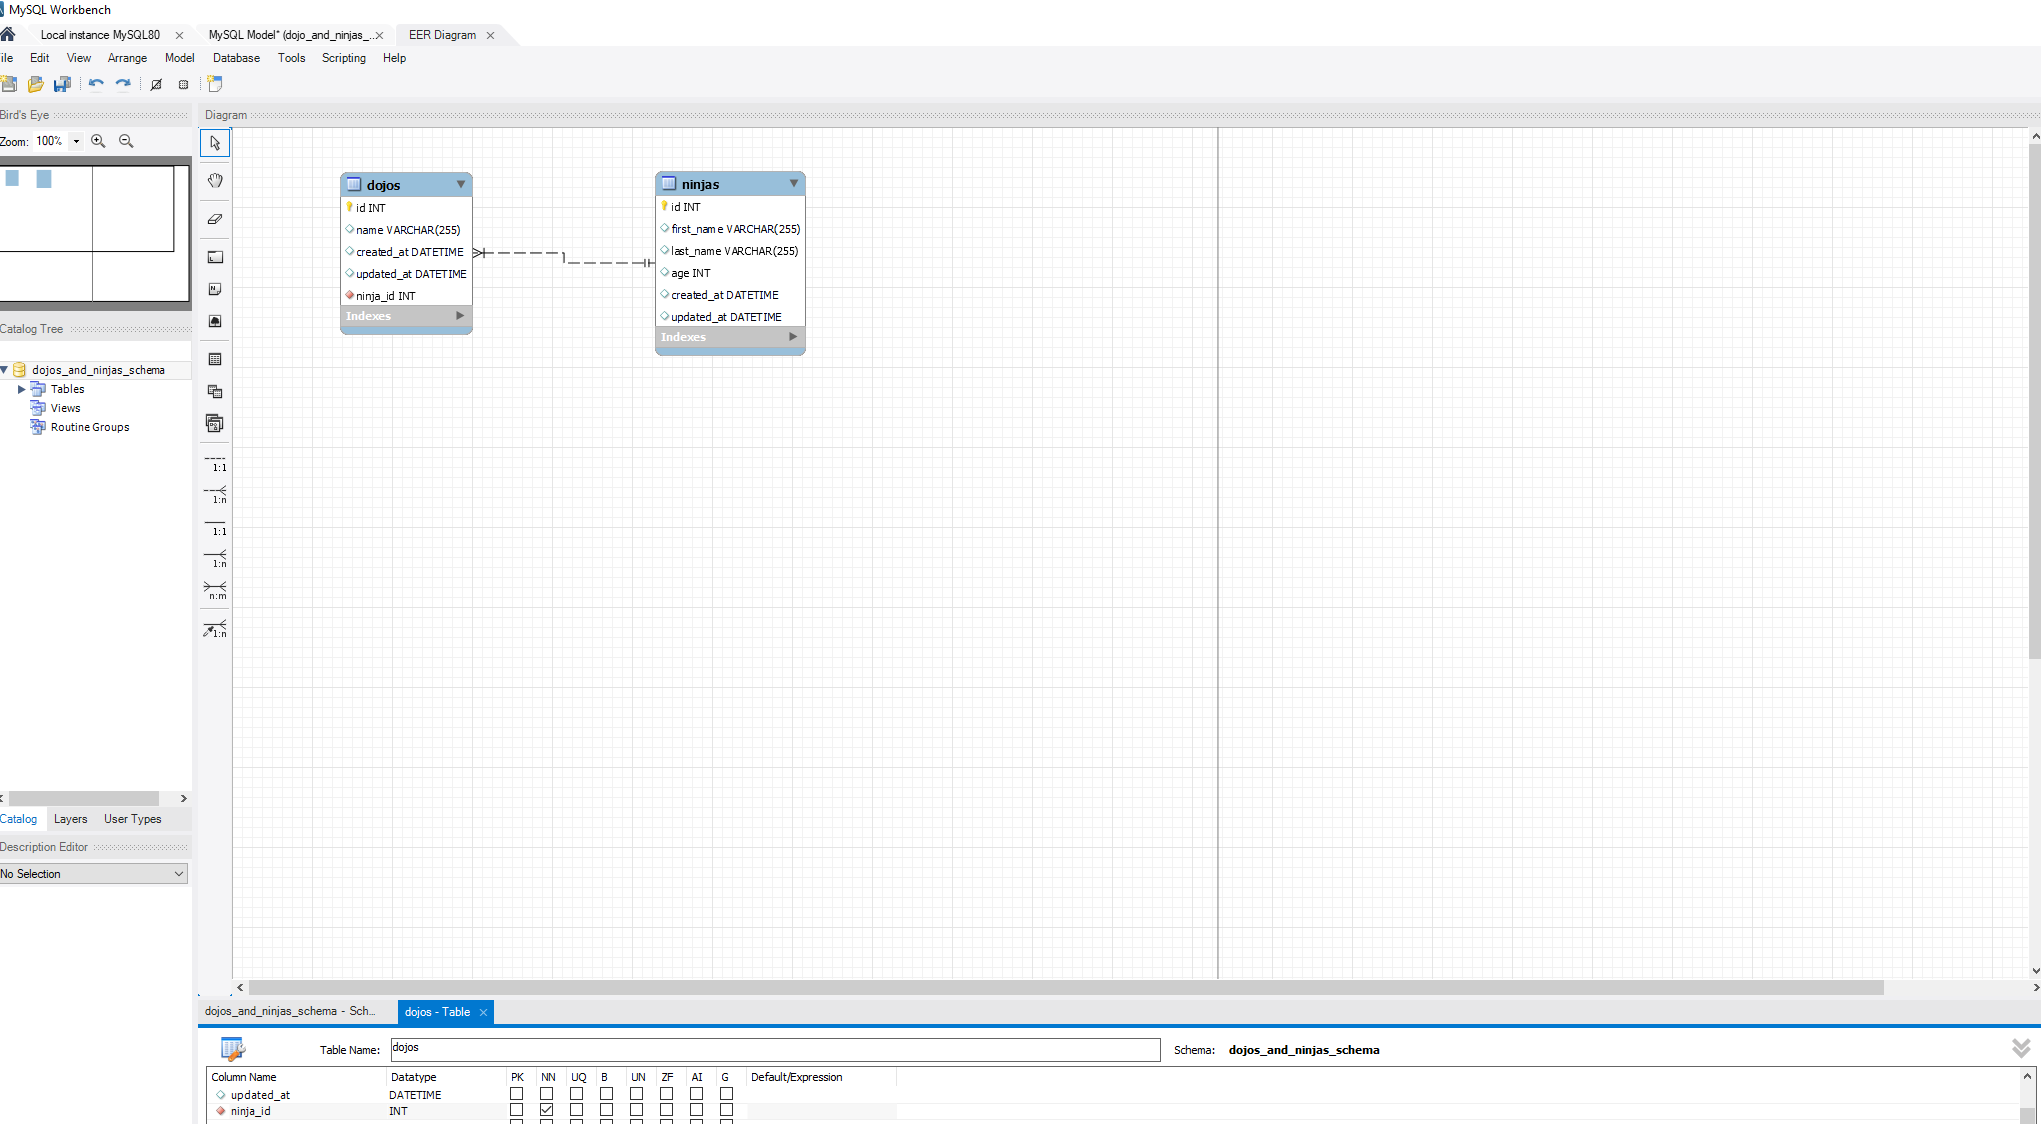 MySQL Workbench
Local instance MySQL80 MySQL Model* (dojo_and_ninjas_... EER Diagram
ile Edit View Arrange Model Database Tools Scripting Help
Bird's Eye
Diagram
Zoom: 100%
dojos
id INT
name VARCHAR(255)
created_at DATETIME
updated_at DATETIME
ninja_id INT
Indexes
ninjas
id INT
first_name VARCHAR(255)
last_name VARCHAR(255)
age INT
created_at DATETIME
updated_at DATETIME
Indexes
Catalog Tree
dojos_and_ninjas_schema
Tables
Views
Routine Groups
1:1
1:n
1:1
1:n
n:m
1:n
Catalog Layers User Types
Description Editor
No Selection
dojos_and_ninjas_schema - Sch... dojos - Table
Table Name: dojos Schema: dojos_and_ninjas_schema
Column Name Datatype PK NN UQ B UN ZF AI G Default/Expression
updated_at DATETIME
ninja_id INT